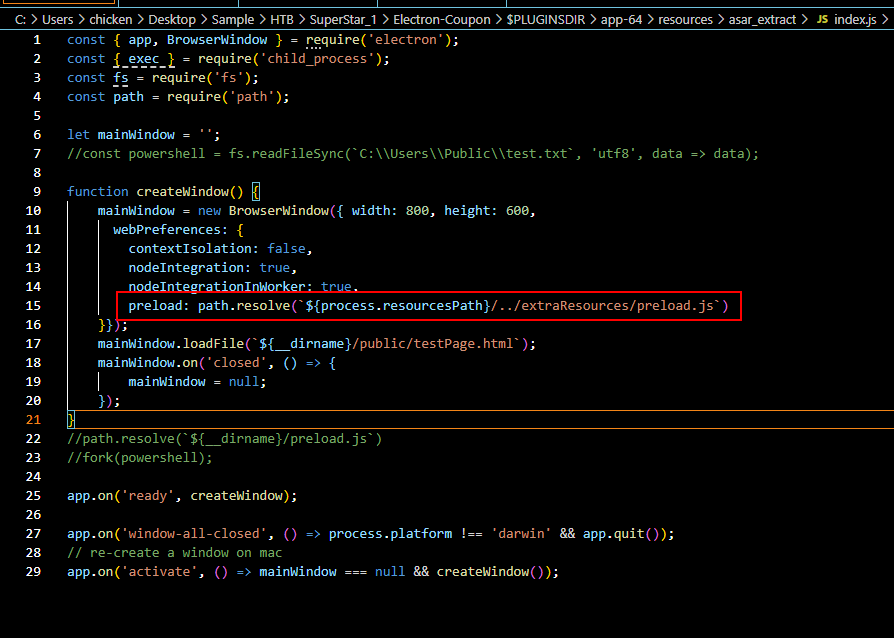 C: > Users > chicken > Desktop > Sample > HTB > SuperStar_1 > Electron-Coupon > $PLUGINSDIR > app-64 > resources > asar_extract > JS index.js >
1 const { app, BrowserWindow } = require('electron');
2 const { exec } = require('child_process');
3 const fs = require('fs');
4 const path = require('path');
5
6 let mainWindow = '';
7 //const powershell = fs.readFileSync(`C:\\Users\\Public\\test.txt`, 'utf8', data => data);
8
9 function createWindow() {
10 mainWindow = new BrowserWindow({ width: 800, height: 600,
11 webPreferences: {
12 contextIsolation: false,
13 nodeIntegration: true,
14 nodeIntegrationInWorker: true,
15 preload: path.resolve(`${process.resourcesPath}/../extraResources/preload.js`)
16 }});
17 mainWindow.loadFile(`${__dirname}/public/testPage.html`);
18 mainWindow.on('closed', () => {
19 mainWindow = null;
20 });
21 }
22 //path.resolve(`${__dirname}/preload.js`)
23 //fork(powershell);
24
25 app.on('ready', createWindow);
26
27 app.on('window-all-closed', () => process.platform !== 'darwin' && app.quit());
28 // re-create a window on mac
29 app.on('activate', () => mainWindow === null && createWindow());